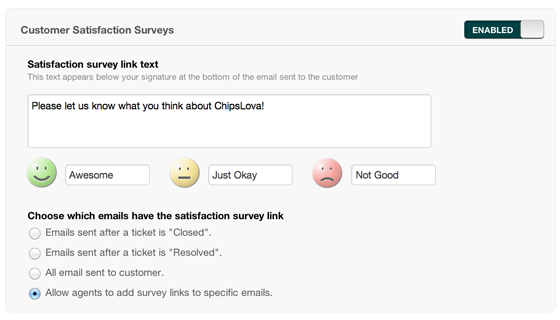 Customer Satisfaction Surveys
ENABLED
Satisfaction survey link text
This text appears below your signature at the bottom of the email sent to the customer
Please let us know what you think about ChipsLova!
Awesome
Just Okay
Not Good
Choose which emails have the satisfaction survey link
Emails sent after a ticket is "Closed".
Emails sent after a ticket is "Resolved".
All email sent to customer.
Allow agents to add survey links to specific emails.